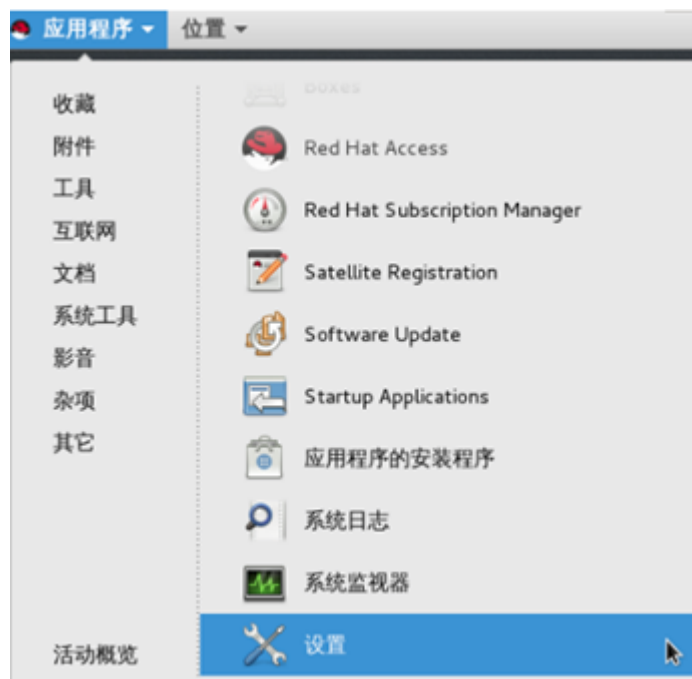 应用程序 位置
收藏
附件
工具
互联网
文档
系统工具
影音
杂项
其它
活动概览
Boxes
Red Hat Access
Red Hat Subscription Manager
Satellite Registration
Software Update
Startup Applications
应用程序的安装程序
系统日志
系统监视器
设置